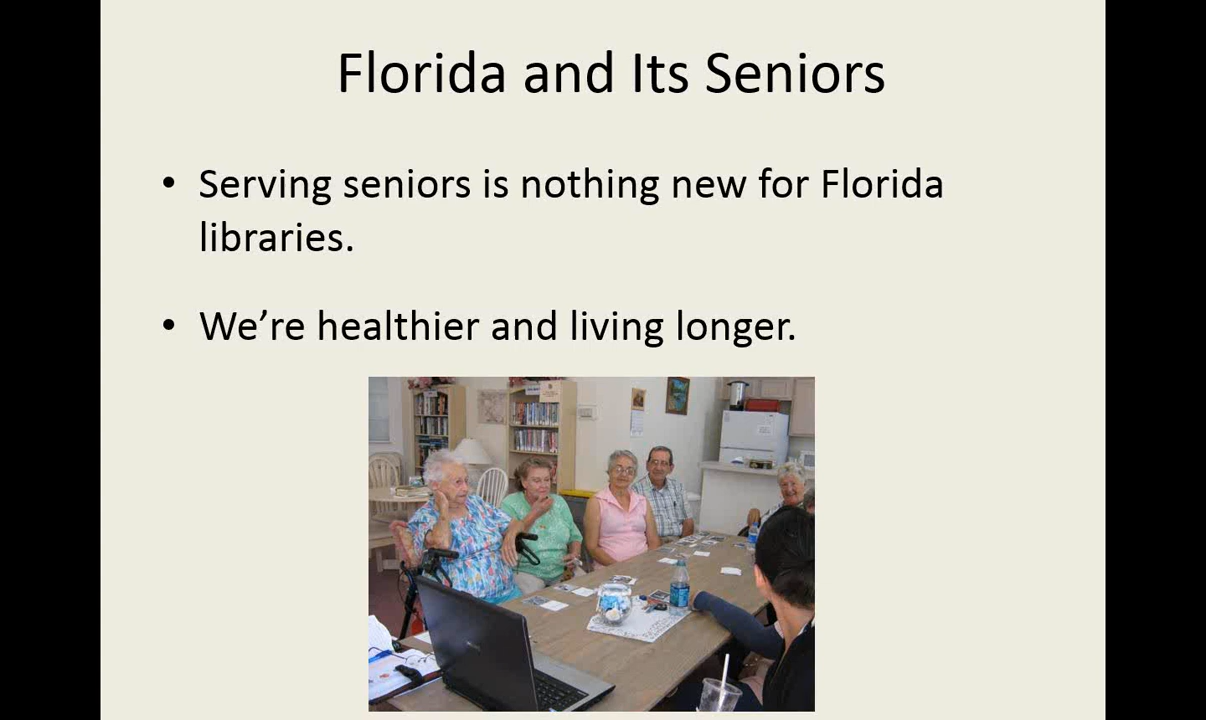 Florida and Its Seniors
• Serving seniors is nothing new for Florida
libraries.
• We’re healthier and living longer.